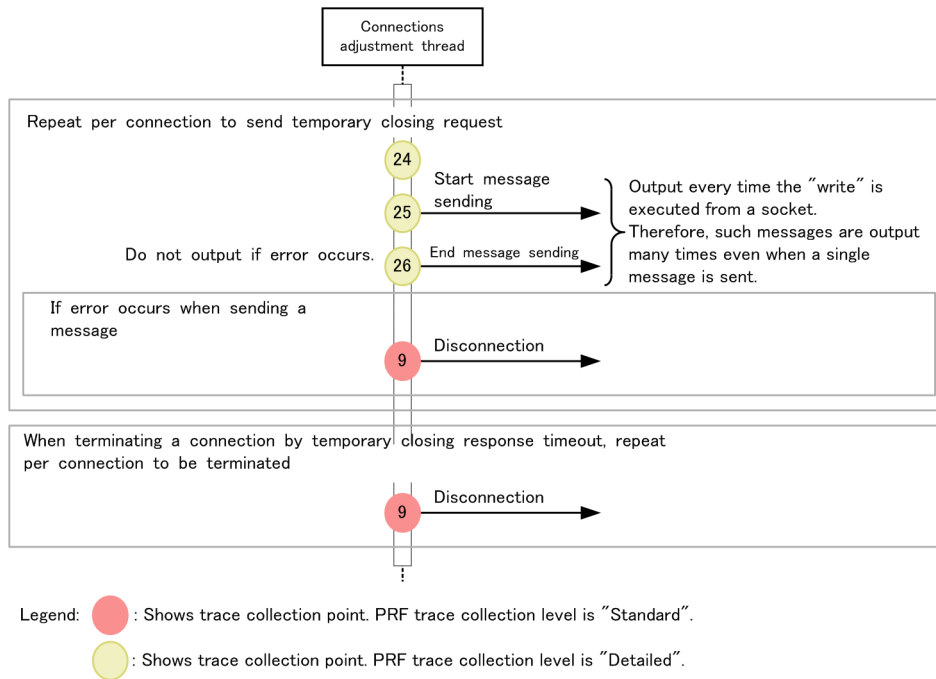 Connections
adjustment thread
Repeat per connection to send temporary closing request
24
Start message
sending
25
Do not output if error occurs.
26
End message sending
Output every time the "write" is
executed from a socket.
Therefore, such messages are output
many times even when a single
message is sent.
If error occurs when sending a
message
9
Disconnection
When terminating a connection by temporary closing response timeout, repeat
per connection to be terminated
9
Disconnection
Legend:
: Shows trace collection point. PRF trace collection level is "Standard".
: Shows trace collection point. PRF trace collection level is "Detailed".